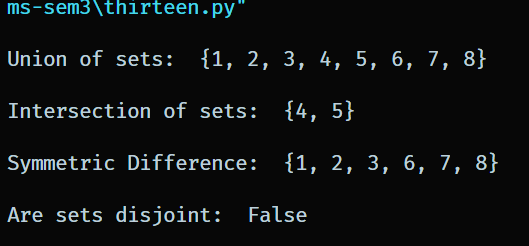 ms-sem3\thirteen.py"
Union of sets:  {1, 2, 3, 4, 5, 6, 7, 8}
Intersection of sets:  {4, 5}
Symmetric Difference:  {1, 2, 3, 6, 7, 8}
Are sets disjoint:  False